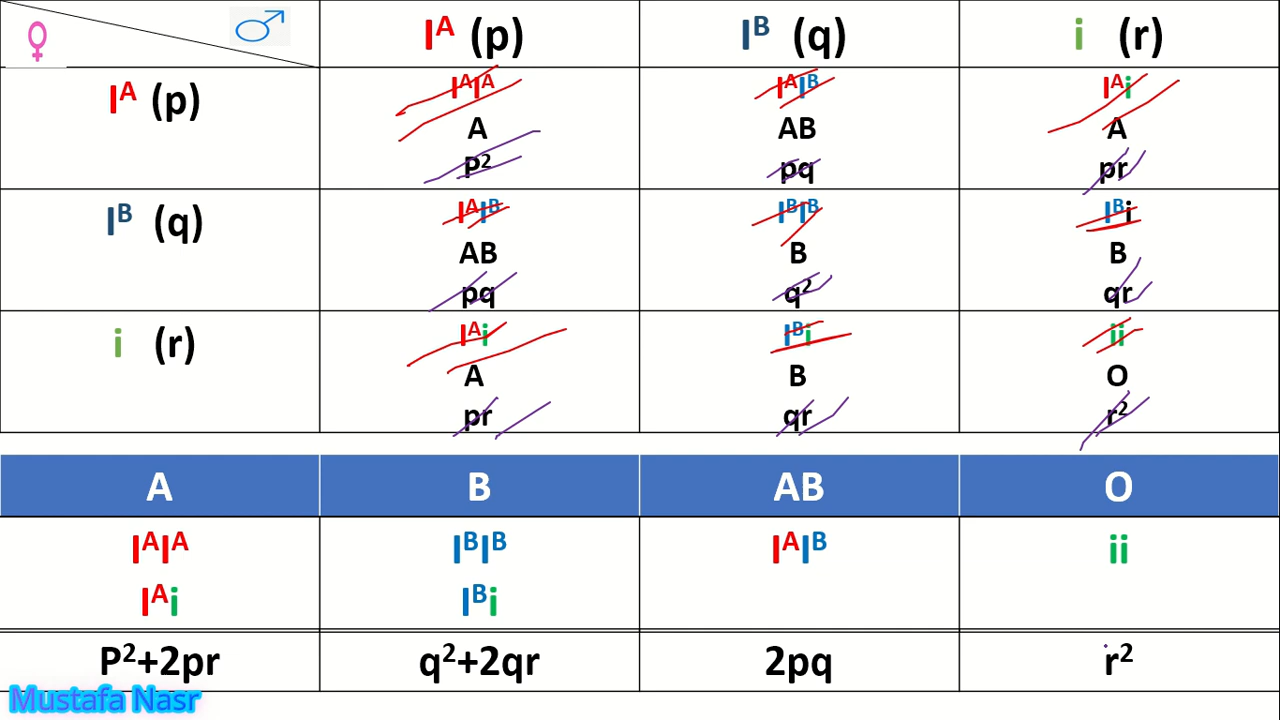 ♀ ♂ Iᴬ (p) Iᴮ (q) i (r)
Iᴬ (p) IᴬIᴬ IᴬIᴮ Iᴬi
A AB A
P² pq pr
Iᴮ (q) IᴬIᴮ IᴮIᴮ Iᴮi
AB B B
pq q² qr
i (r) Iᴬi Iᴮi ii
A B O
pr qr r²
A B AB O
IᴬIᴬ IᴮIᴮ IᴬIᴮ ii
Iᴬi Iᴮi
P²+2pr q²+2qr 2pq r²
Mustafa Nasr